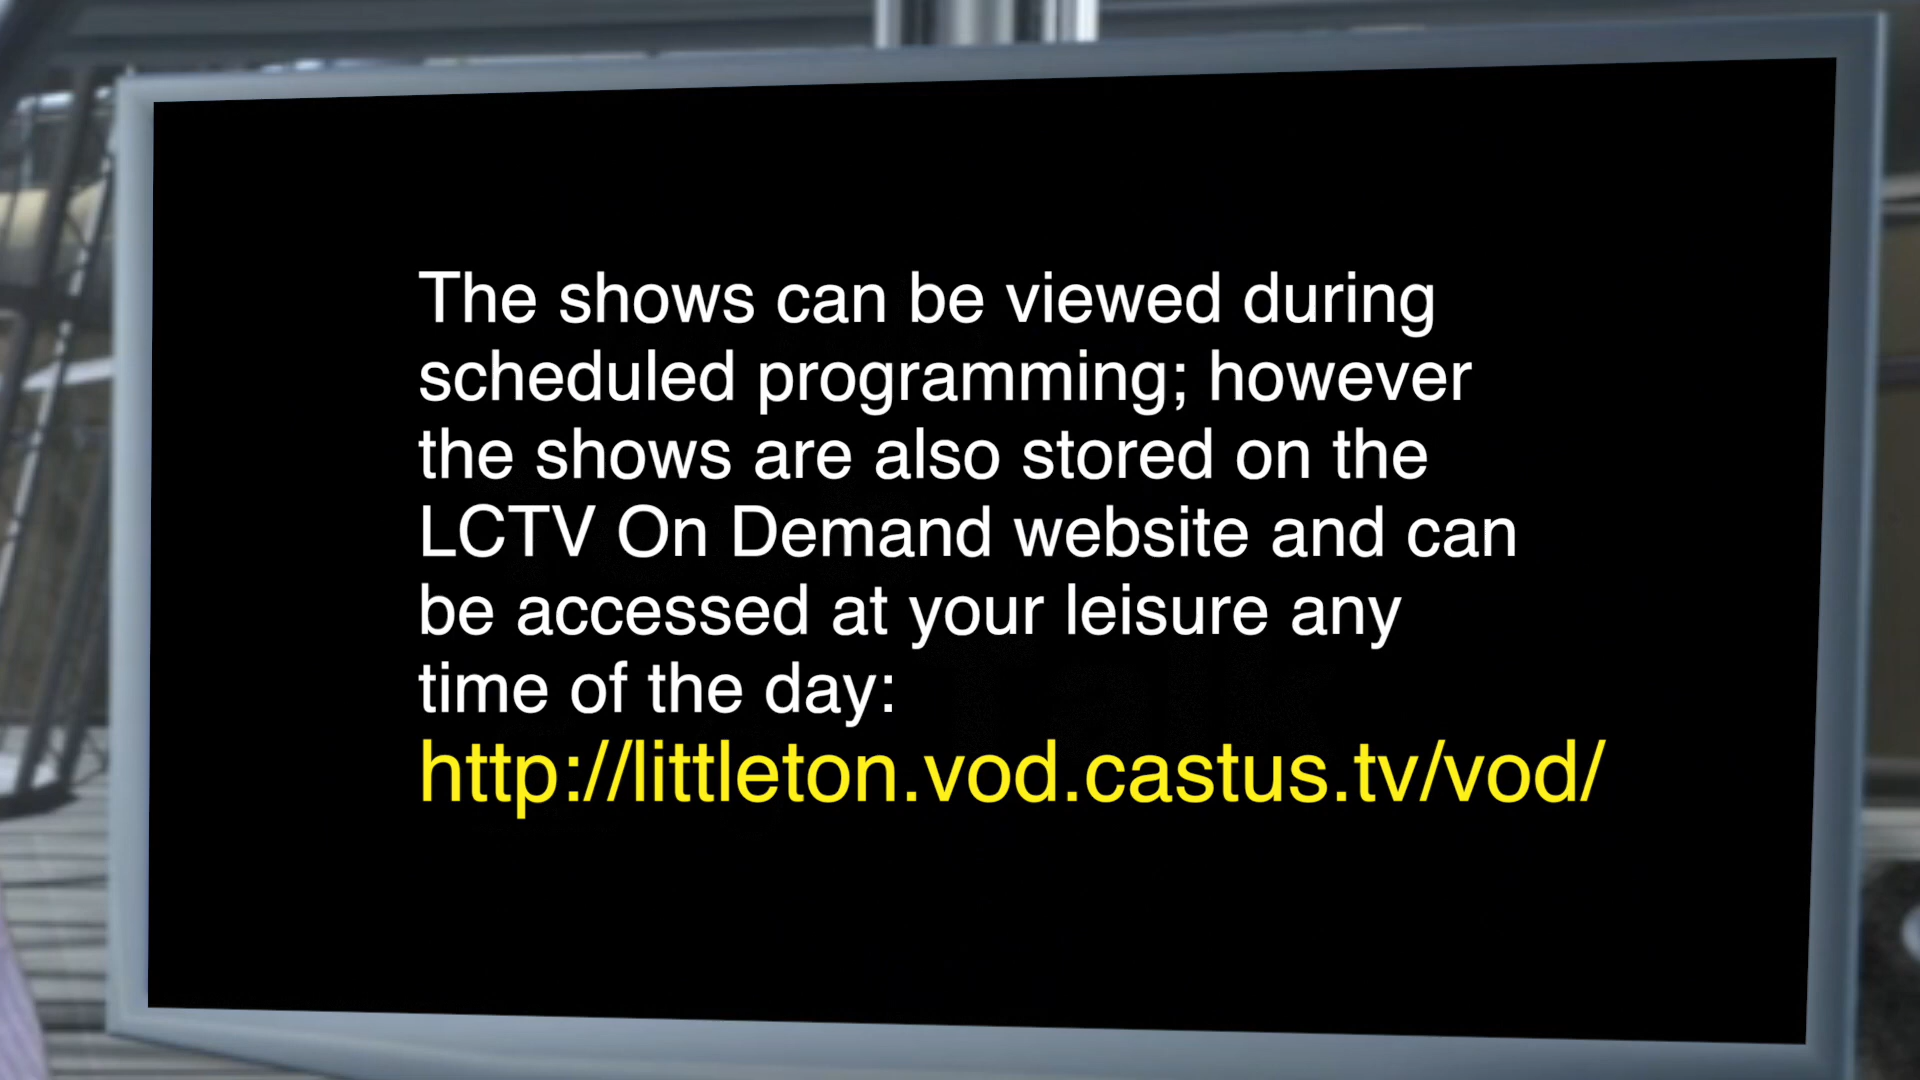 The shows can be viewed during
scheduled programming; however
the shows are also stored on the
LCTV On Demand website and can
be accessed at your leisure any
time of the day:
http://littleton.vod.castus.tv/vod/